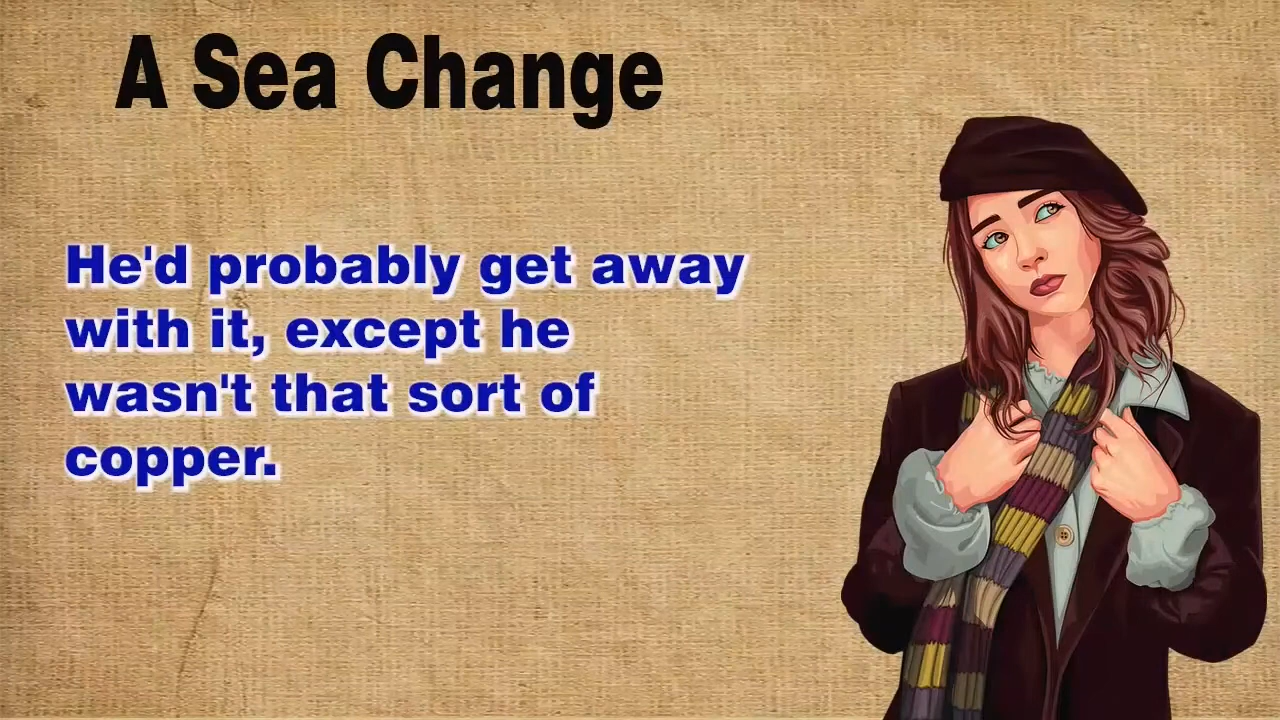 A Sea Change
He'd probably get away
with it, except he
wasn't that sort of
copper.